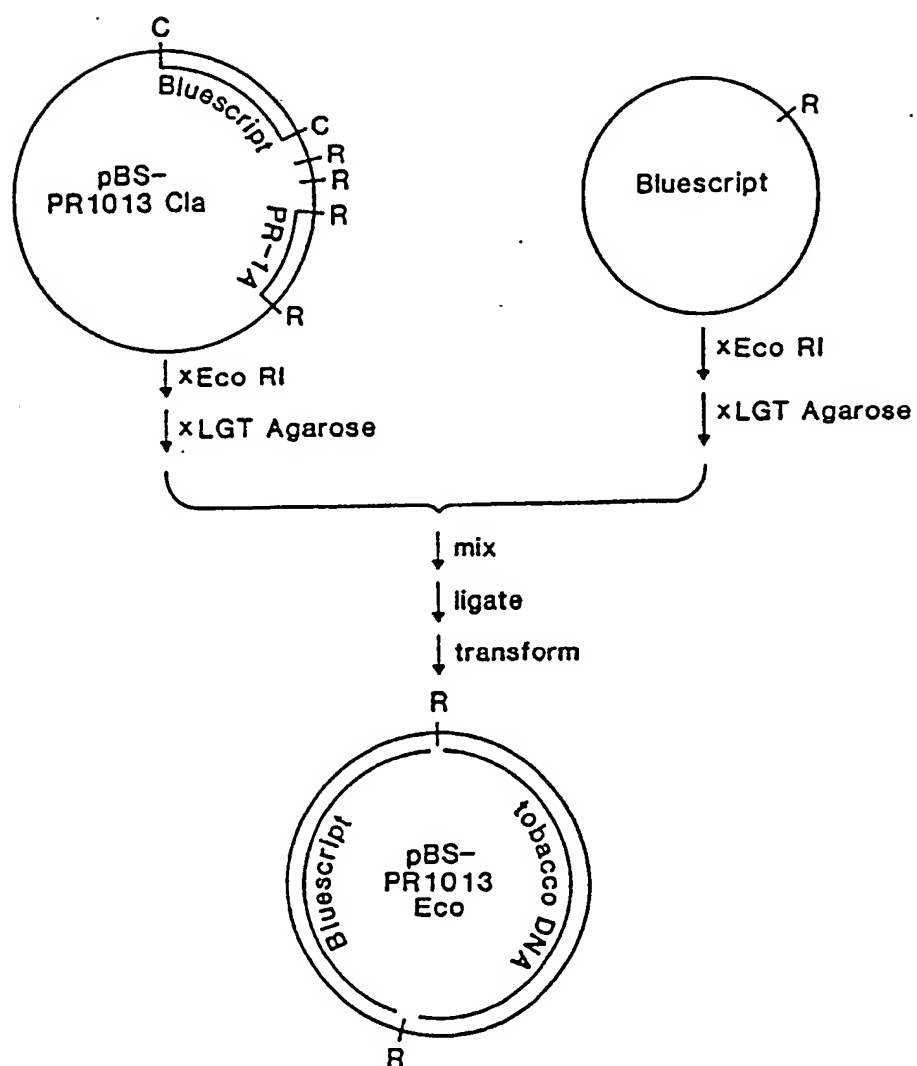 C
Bluescript
C
R
R
R
pBS-
PR1013 Cla
PR-1A
R
R
Bluescript
xEco RI
xLGT Agarose
xEco RI
xLGT Agarose
mix
ligate
transform
R
Bluescript
pBS-
PR1013
Eco
tobacco DNA
R